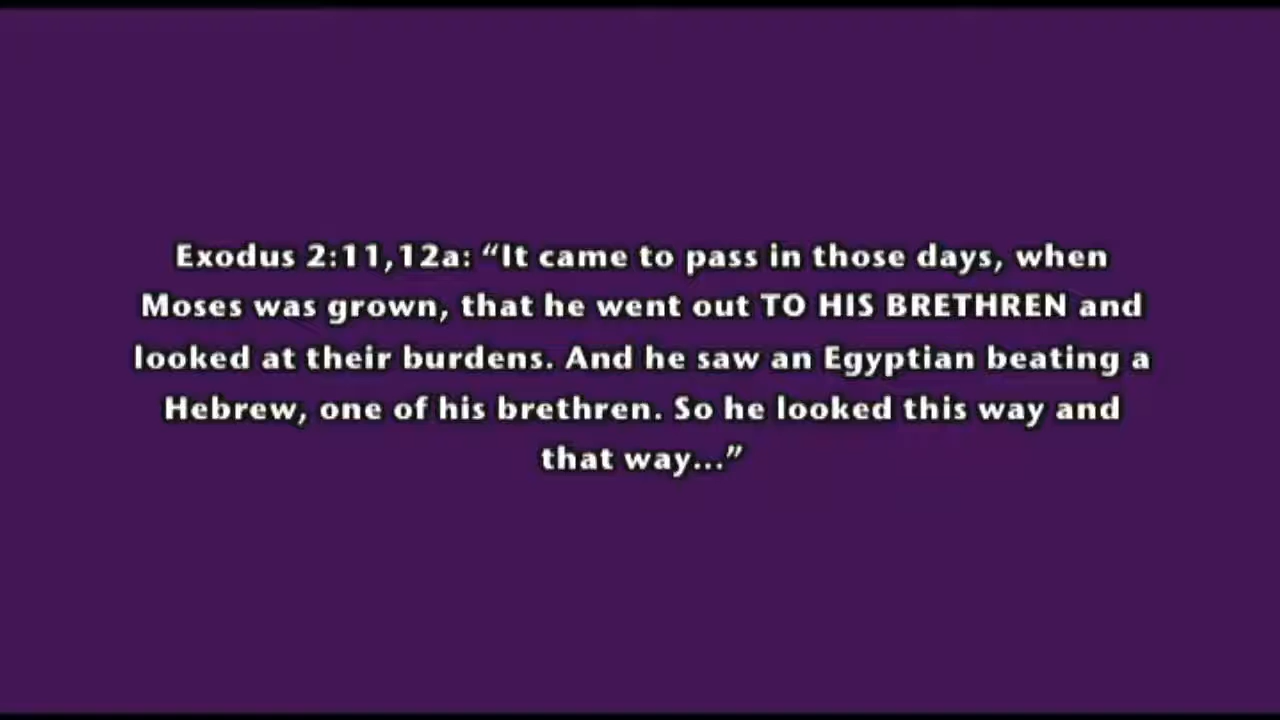 Exodus 2:11,12a: “It came to pass in those days, when
Moses was grown, that he went out TO HIS BRETHREN and
looked at their burdens. And he saw an Egyptian beating a
Hebrew, one of his brethren. So he looked this way and
that way...”